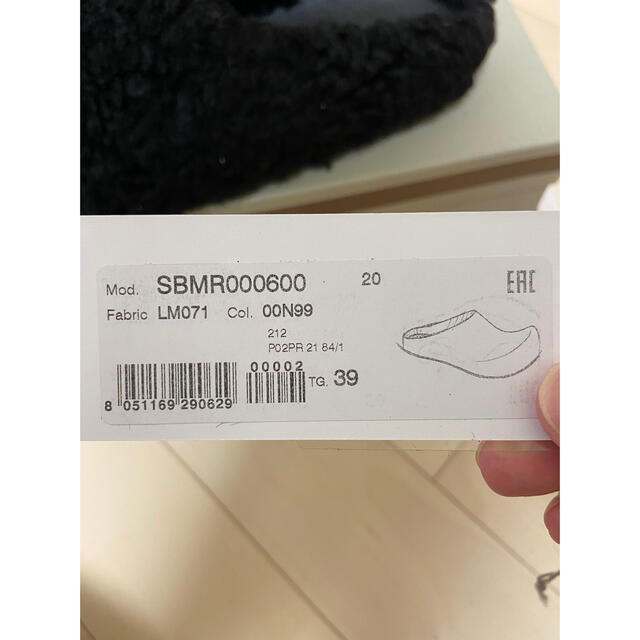 Mod. SBMR000600 20 EAC
Fabric LM071 Col. 00N99
212
P02PR 21 84/1
00002
TG. 39
8 051169 290629